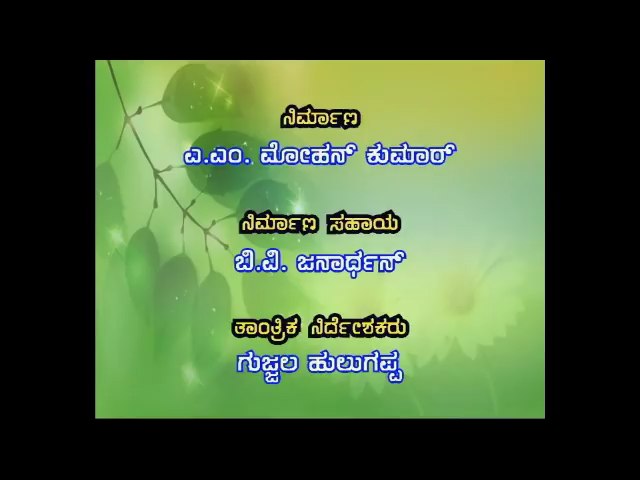 ನಿರ್ಮಾಣ
ಎ.ಎಂ. ಮೋಹನ್ ಕುಮಾರ್
ನಿರ್ಮಾಣ ಸಹಾಯ
ಬಿ.ವಿ. ಜನಾರ್ಧನ್
ತಾಂತ್ರಿಕ ನಿರ್ದೇಶಕರು
ಗುಜ್ಜಲ ಹುಲುಗಪ್ಪ